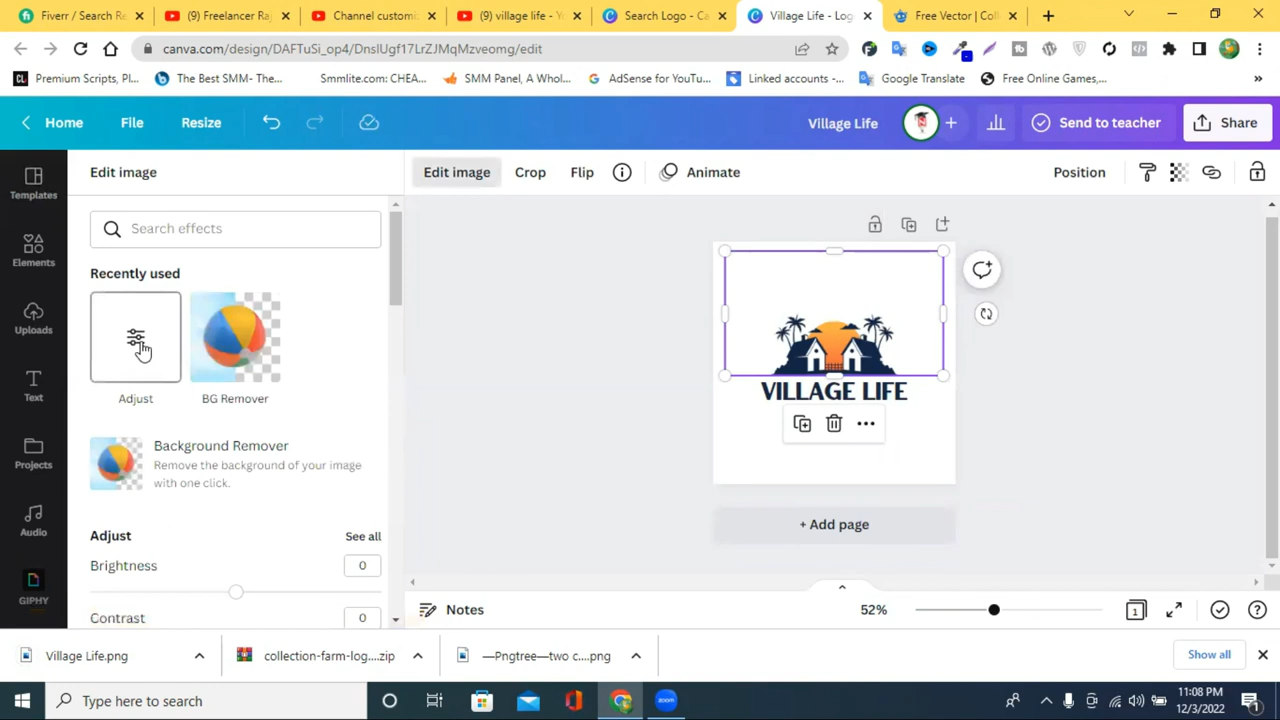 Fiverr / Search Re
(9) Freelancer Raj
Channel customiz
(9) village life - Yo
Search Logo - Ca
Village Life - Log
Free Vector | Coll
canva.com/design/DAFTuSi_op4/DnsIUgf17LrZJMqMzveomg/edit
Premium Scripts, Pl...
The Best SMM- The...
Smmlite.com: CHEA...
SMM Panel, A Whol...
AdSense for YouTu...
Linked accounts -...
Google Translate
Free Online Games,...
Home
File
Resize
Village Life
Send to teacher
Share
Edit image
Edit image
Crop
Flip
Animate
Position
Templates
Elements
Uploads
Text
Projects
Audio
GIPHY
Search effects
Recently used
Adjust
BG Remover
Background Remover
Remove the background of your image
with one click.
Adjust
See all
Brightness
0
Contrast
0
VILLAGE LIFE
+ Add page
Notes
52%
1
Village Life.png
collection-farm-log....zip
—Pngtree—two c....png
Show all
Type here to search
11:08 PM
12/3/2022
1